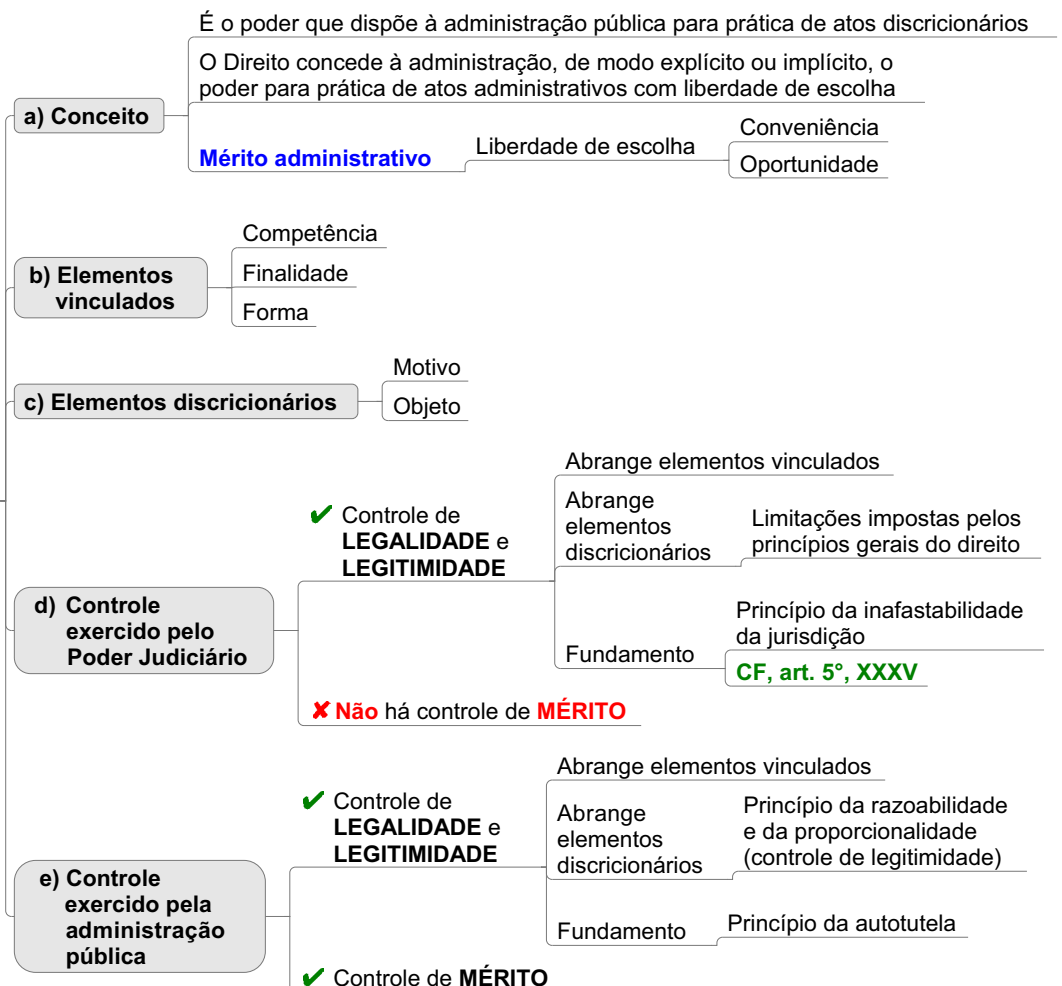 É o poder que dispõe à administração pública para prática de atos discricionários
O Direito concede à administração, de modo explícito ou implícito, o
poder para prática de atos administrativos com liberdade de escolha
a) Conceito
Mérito administrativo
Liberdade de escolha
Conveniência
Oportunidade
b) Elementos
vinculados
Competência
Finalidade
Forma
c) Elementos discricionários
Motivo
Objeto
d) Controle
exercido pelo
Poder Judiciário
✔ Controle de
LEGALIDADE e
LEGITIMIDADE
Abrange elementos vinculados
Abrange
elementos
discricionários
Limitações impostas pelos
princípios gerais do direito
Fundamento
Princípio da inafastabilidade
da jurisdição
CF, art. 5°, XXXV
✘ Não há controle de MÉRITO
e) Controle
exercido pela
administração
pública
✔ Controle de
LEGALIDADE e
LEGITIMIDADE
Abrange elementos vinculados
Abrange
elementos
discricionários
Princípio da razoabilidade
e da proporcionalidade
(controle de legitimidade)
Fundamento
Princípio da autotutela
✔ Controle de MÉRITO